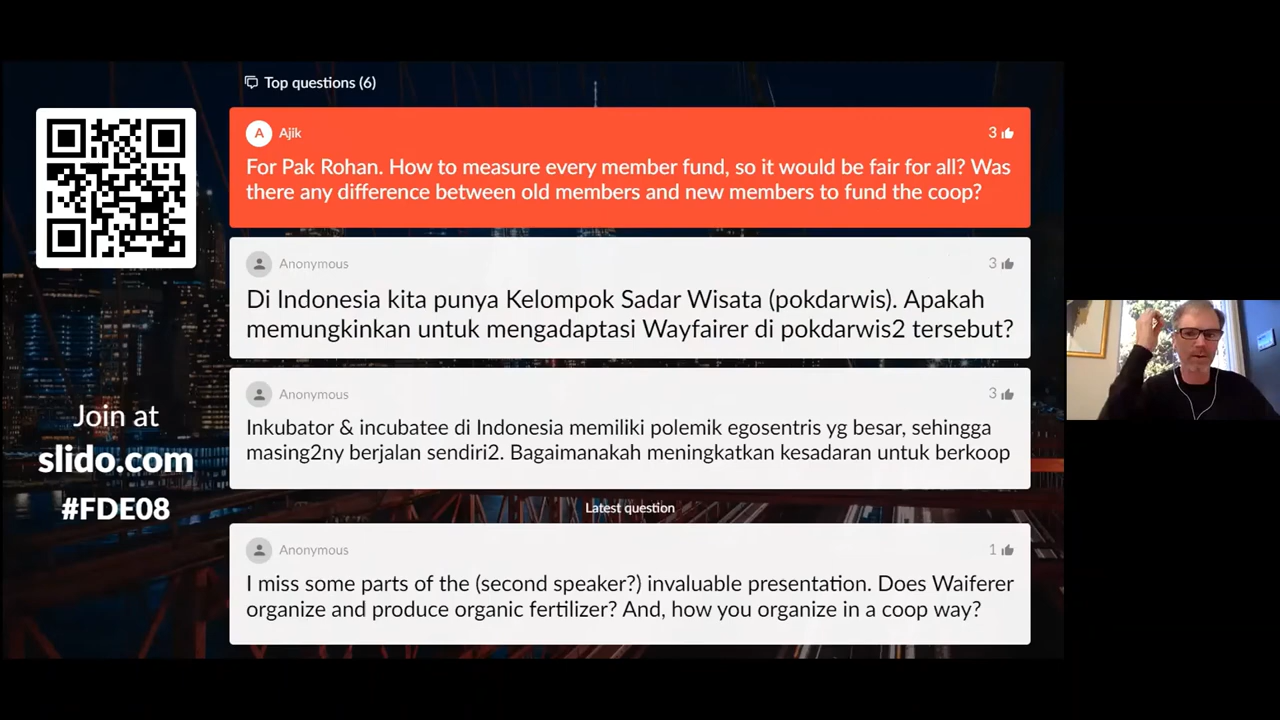 Top questions (6)
A Ajik
3
For Pak Rohan. How to measure every member fund, so it would be fair for all? Was
there any difference between old members and new members to fund the coop?
Anonymous
3
Di Indonesia kita punya Kelompok Sadar Wisata (pokdarwis). Apakah
memungkinkan untuk mengadaptasi Wayfairer di pokdarwis2 tersebut?
Anonymous
3
Inkubator & incubatee di Indonesia memiliki polemik egosentris yg besar, sehingga
masing2ny berjalan sendiri2. Bagaimanakah meningkatkan kesadaran untuk berkoop
Latest question
Anonymous
1
I miss some parts of the (second speaker?) invaluable presentation. Does Waiferer
organize and produce organic fertilizer? And, how you organize in a coop way?
Join at
slido.com
#FDE08